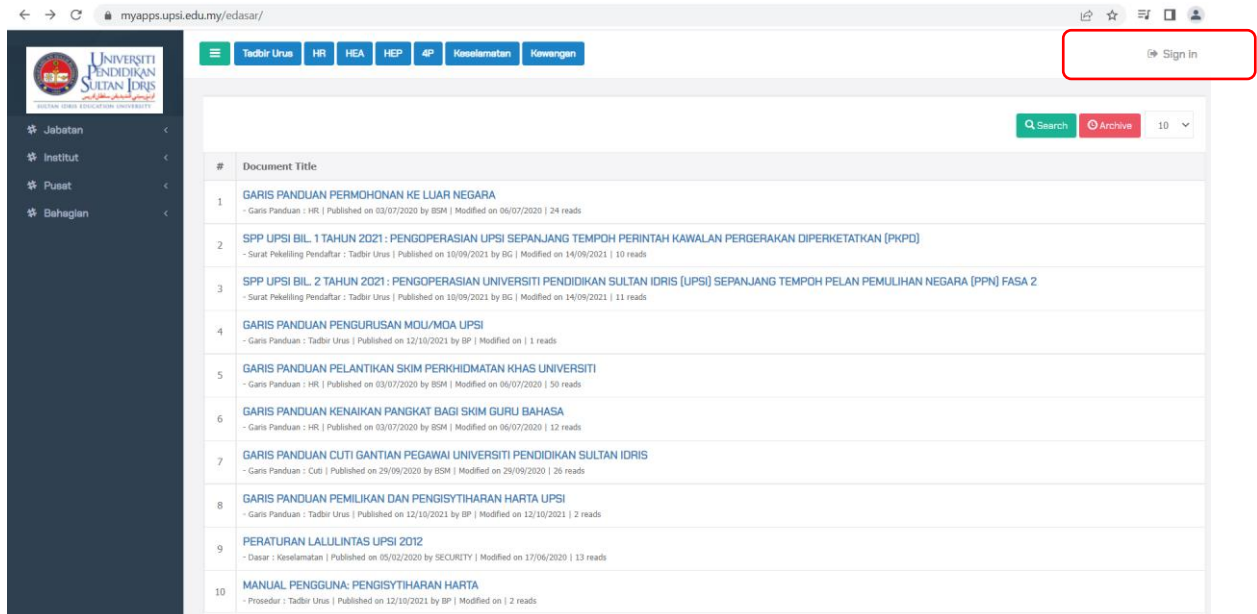 myapps.upsi.edu.my/edasar/
UNIVERSITI
PENDIDIKAN
SULTAN IDRIS
SULTAN IDRIS EDUCATION UNIVERSITY
Tadbir Urus HR HEA HEP 4P Keselamatan Kewangan
Sign in
Jabatan
Institut
Pusat
Bahagian
Search Archive 10
# Document Title
1 GARIS PANDUAN PERMOHONAN KE LUAR NEGARA
- Garis Panduan : HR | Published on 03/07/2020 by BSM | Modified on 06/07/2020 | 24 reads
2 SPP UPSI BIL. 1 TAHUN 2021 : PENGOPERASIAN UPSI SEPANJANG TEMPOH PERINTAH KAWALAN PERGERAKAN DIPERKETATKAN (PKPD)
- Surat Pekeliling Pendaftar : Tadbir Urus | Published on 10/09/2021 by BG | Modified on 14/09/2021 | 10 reads
3 SPP UPSI BIL. 2 TAHUN 2021 : PENGOPERASIAN UNIVERSITI PENDIDIKAN SULTAN IDRIS (UPSI) SEPANJANG TEMPOH PELAN PEMULIHAN NEGARA (PPN) FASA 2
- Surat Pekeliling Pendaftar : Tadbir Urus | Published on 10/09/2021 by BG | Modified on 14/09/2021 | 11 reads
4 GARIS PANDUAN PENGURUSAN MOU/MOA UPSI
- Garis Panduan : Tadbir Urus | Published on 12/10/2021 by BP | Modified on | 1 reads
5 GARIS PANDUAN PELANTIKAN SKIM PERKHIDMATAN KHAS UNIVERSITI
- Garis Panduan : HR | Published on 03/07/2020 by BSM | Modified on 06/07/2020 | 50 reads
6 GARIS PANDUAN KENAIKAN PANGKAT BAGI SKIM GURU BAHASA
- Garis Panduan : HR | Published on 03/07/2020 by BSM | Modified on 06/07/2020 | 12 reads
7 GARIS PANDUAN CUTI GANTIAN PEGAWAI UNIVERSITI PENDIDIKAN SULTAN IDRIS
- Garis Panduan : Cuti | Published on 29/09/2020 by BSM | Modified on 29/09/2020 | 26 reads
8 GARIS PANDUAN PEMILIKAN DAN PENGISYTIHARAN HARTA UPSI
- Garis Panduan : Tadbir Urus | Published on 12/10/2021 by BP | Modified on 12/10/2021 | 2 reads
9 PERATURAN LALULINTAS UPSI 2012
- Dasar : Keselamatan | Published on 05/02/2020 by SECURITY | Modified on 17/06/2020 | 13 reads
10 MANUAL PENGGUNA: PENGISYTIHARAN HARTA
- Prosedur : Tadbir Urus | Published on 12/10/2021 by BP | Modified on | 2 reads